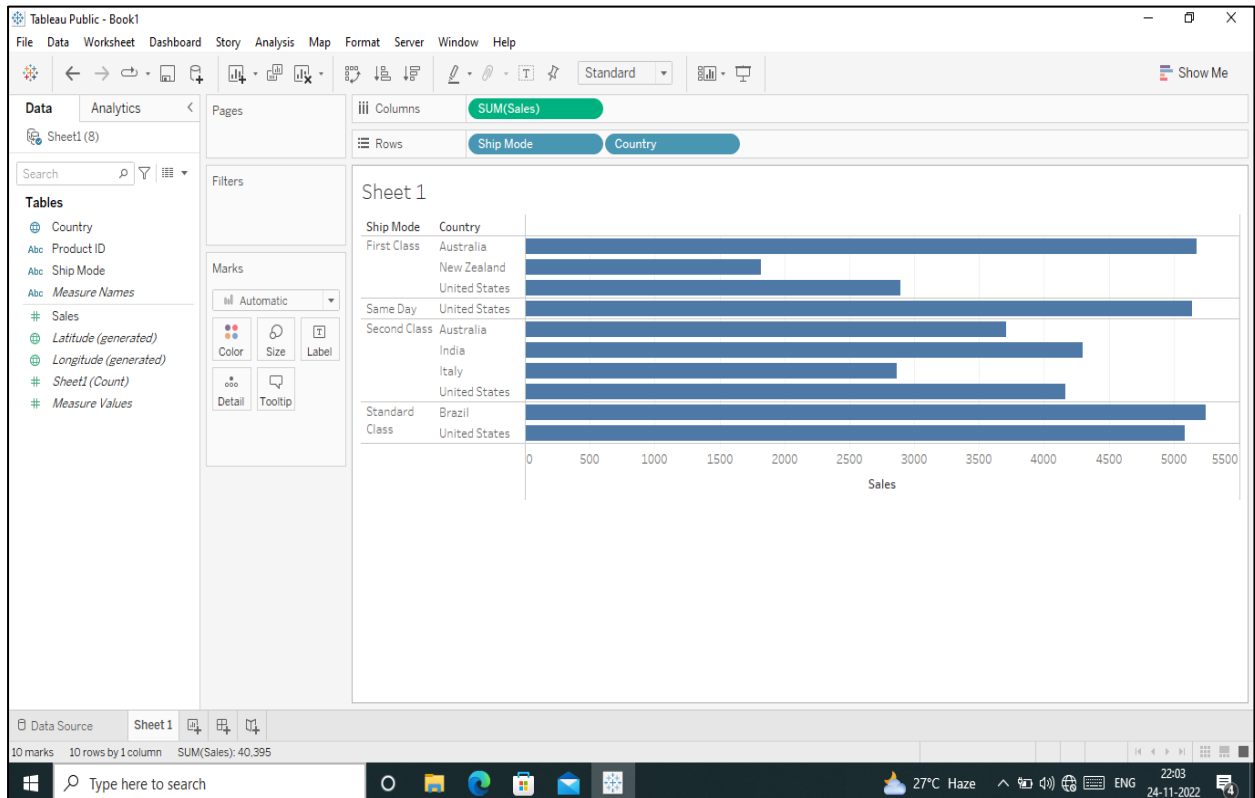 Tableau Public - Book1
File Data Worksheet Dashboard Story Analysis Map Format Server Window Help
Standard
Show Me
Data Analytics
Sheet1 (8)
Search
Tables
Country
Abc Product ID
Abc Ship Mode
Abc Measure Names
# Sales
Latitude (generated)
Longitude (generated)
# Sheet1 (Count)
# Measure Values
Pages
Filters
Marks
Automatic
Color Size Label
Detail Tooltip
Columns SUM(Sales)
Rows Ship Mode Country
Sheet 1
Ship Mode Country
First Class Australia
New Zealand
United States
Same Day United States
Second Class Australia
India
Italy
United States
Standard Brazil
Class United States
0 500 1000 1500 2000 2500 3000 3500 4000 4500 5000 5500
Sales
Data Source Sheet 1
10 marks 10 rows by 1 column SUM(Sales): 40,395
Type here to search
27°C Haze
ENG
22:03
24-11-2022
4